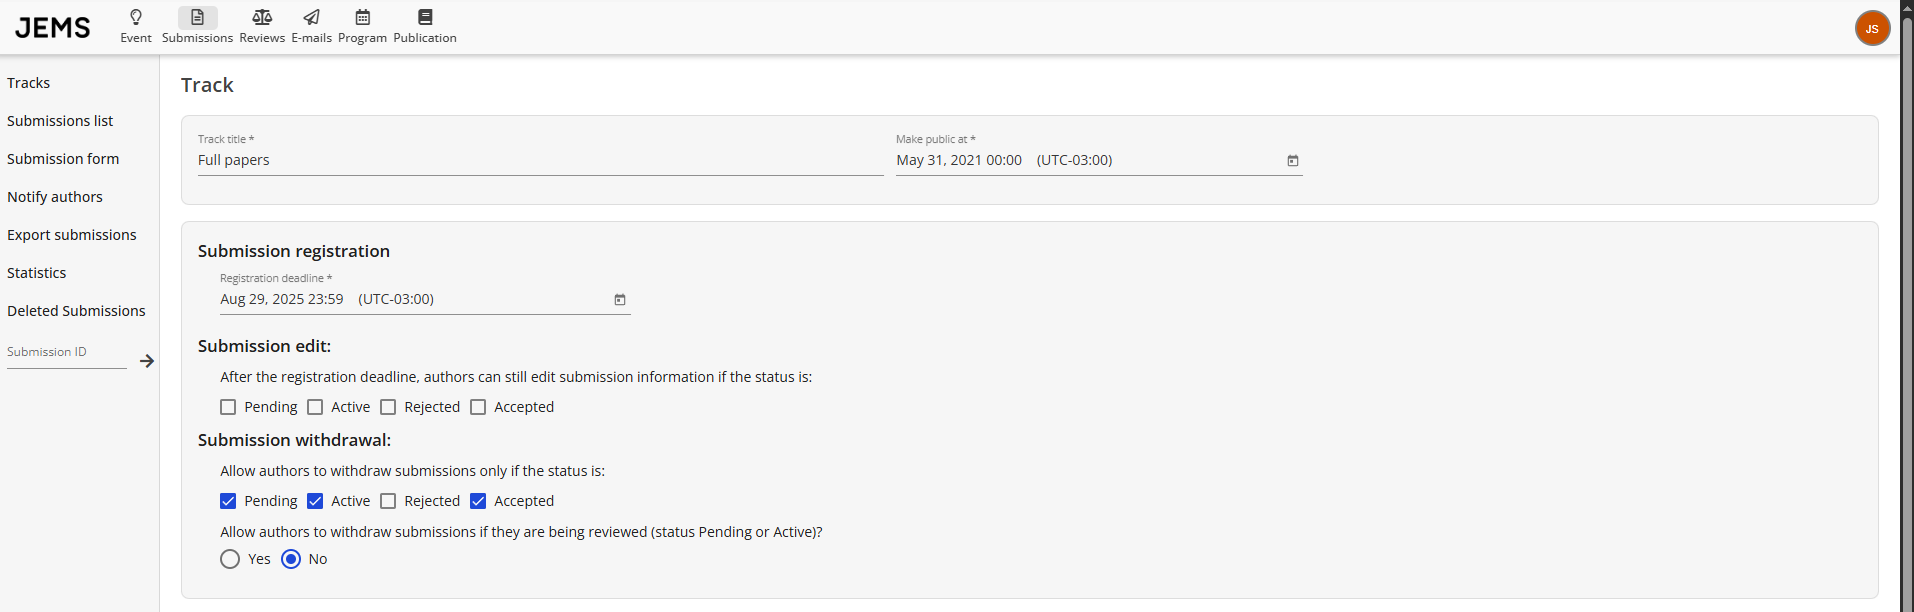 JEMS
Event Submissions Reviews E-mails Program Publication
JS
Tracks
Submissions list
Submission form
Notify authors
Export submissions
Statistics
Deleted Submissions
Submission ID
Track
Track title *
Full papers
Make public at *
May 31, 2021 00:00 (UTC-03:00)
Submission registration
Registration deadline *
Aug 29, 2025 23:59 (UTC-03:00)
Submission edit:
After the registration deadline, authors can still edit submission information if the status is:
Pending Active Rejected Accepted
Submission withdrawal:
Allow authors to withdraw submissions only if the status is:
Pending Active Rejected Accepted
Allow authors to withdraw submissions if they are being reviewed (status Pending or Active)?
Yes No